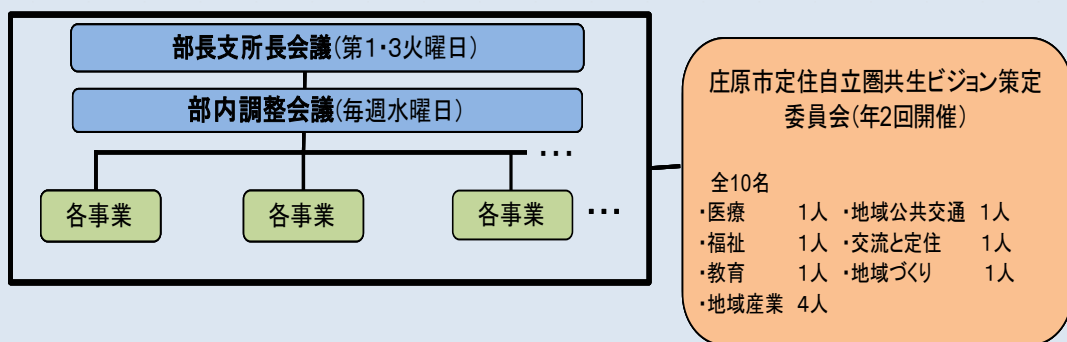 部長支所長会議(第1・3火曜日)
部内調整会議(毎週水曜日)
…
各事業
各事業
各事業
…
庄原市定住自立圏共生ビジョン策定
委員会(年2回開催)
全10名
・医療 1人 ・地域公共交通 1人
・福祉 1人 ・交流と定住 1人
・教育 1人 ・地域づくり 1人
・地域産業 4人